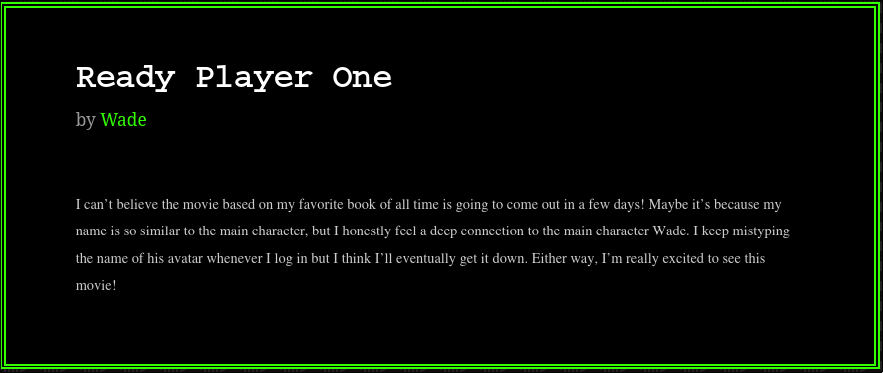 Ready Player One
by Wade
I can’t believe the movie based on my favorite book of all time is going to come out in a few days! Maybe it’s because my
name is so similar to the main character, but I honestly feel a deep connection to the main character Wade. I keep mistyping
the name of his avatar whenever I log in but I think I’ll eventually get it down. Either way, I’m really excited to see this
movie!